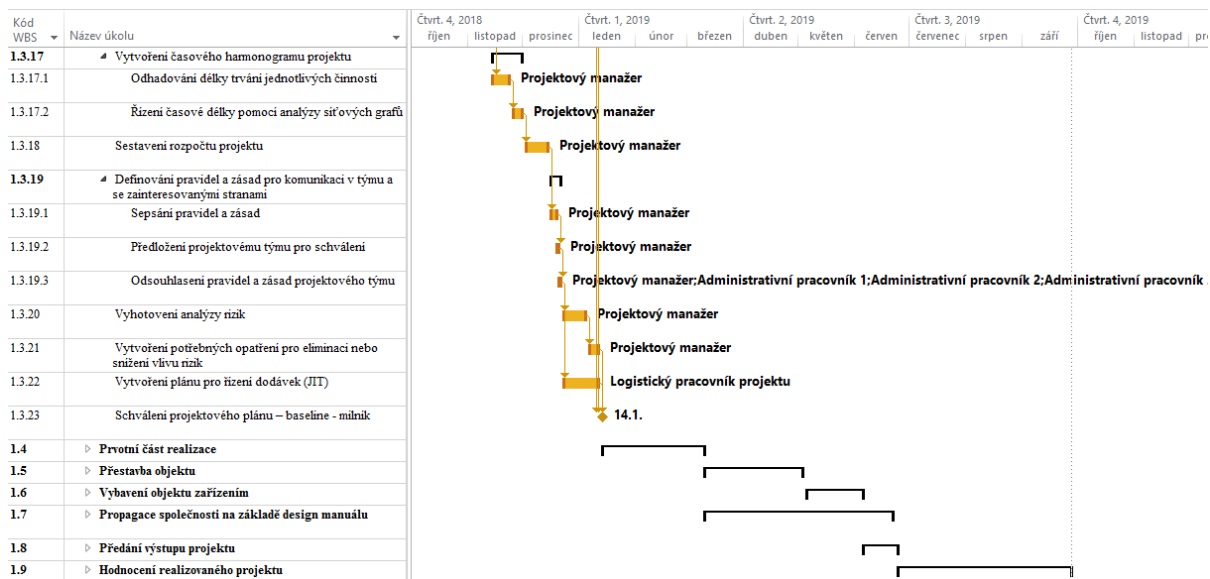 Kód
WBS
Název úkolu
Čtvrt. 4, 2018
Čtvrt. 1, 2019
Čtvrt. 2, 2019
Čtvrt. 3, 2019
Čtvrt. 4, 2019
říjen
listopad
prosinec
leden
únor
březen
duben
květen
červen
červenec
srpen
září
říjen
listopad
1.3.17 Vytvoření časového harmonogramu projektu
1.3.17.1 Odhadování délky trvání jednotlivých činností Projektový manažer
1.3.17.2 Řízení časové délky pomocí analýzy síťových grafů Projektový manažer
1.3.18 Sestavení rozpočtu projektu Projektový manažer
1.3.19 Definování pravidel a zásad pro komunikaci v týmu a
se zainteresovanými stranami
1.3.19.1 Sepsání pravidel a zásad Projektový manažer
1.3.19.2 Předložení projektovému týmu pro schválení Projektový manažer
1.3.19.3 Odsouhlasení pravidel a zásad projektového týmu Projektový manažer;Administrativní pracovník 1;Administrativní pracovník 2;Administrativní pracovník
1.3.20 Vyhotovení analýzy rizik Projektový manažer
1.3.21 Vytvoření potřebných opatření pro eliminaci nebo Projektový manažer
snížení vlivu rizik
1.3.22 Vytvoření plánu pro řízení dodávek (JIT) Logistický pracovník projektu
1.3.23 Schválení projektového plánu – baseline - milník 14.1.
1.4 Prvotní část realizace
1.5 Přestavba objektu
1.6 Vybavení objektu zařízením
1.7 Propagace společnosti na základě design manuálu
1.8 Předání výstupu projektu
1.9 Hodnocení realizovaného projektu